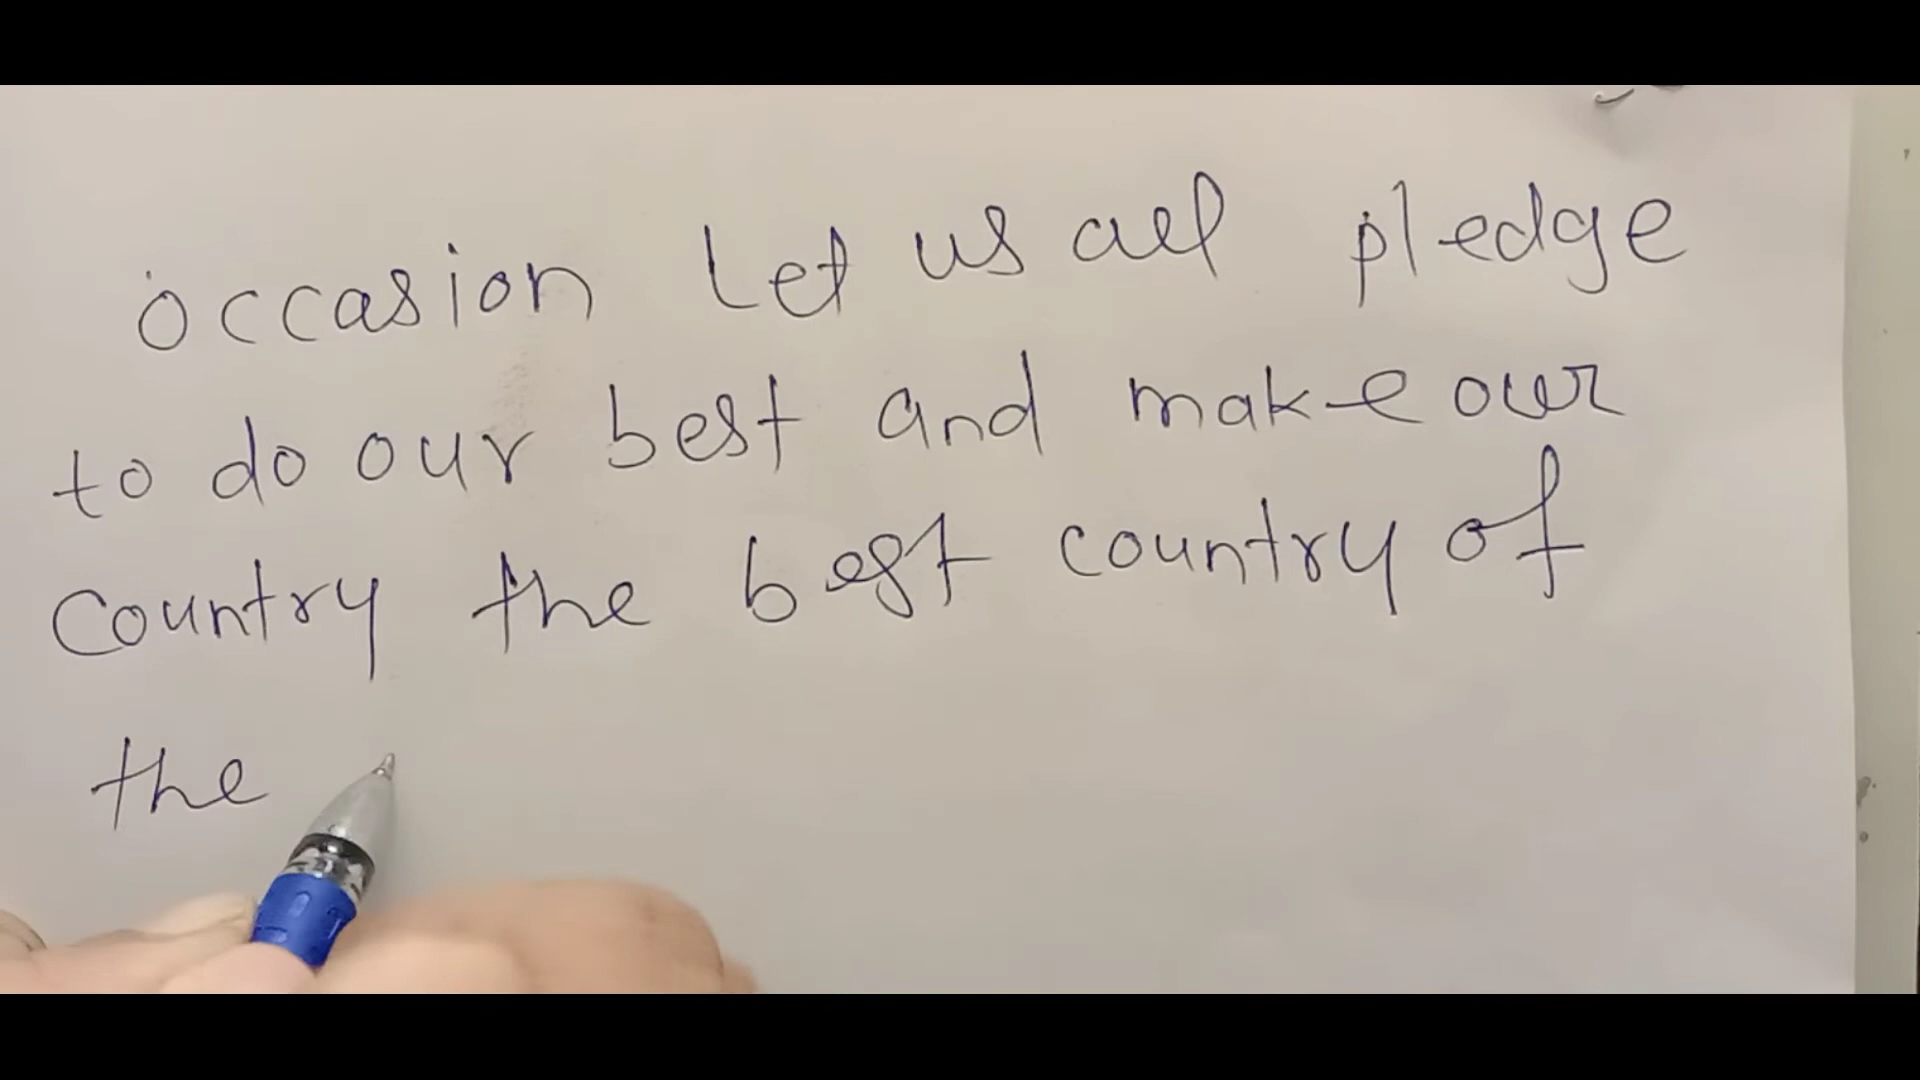 occasion Let us all pledge
to do our best and make our
Country the best country of
the